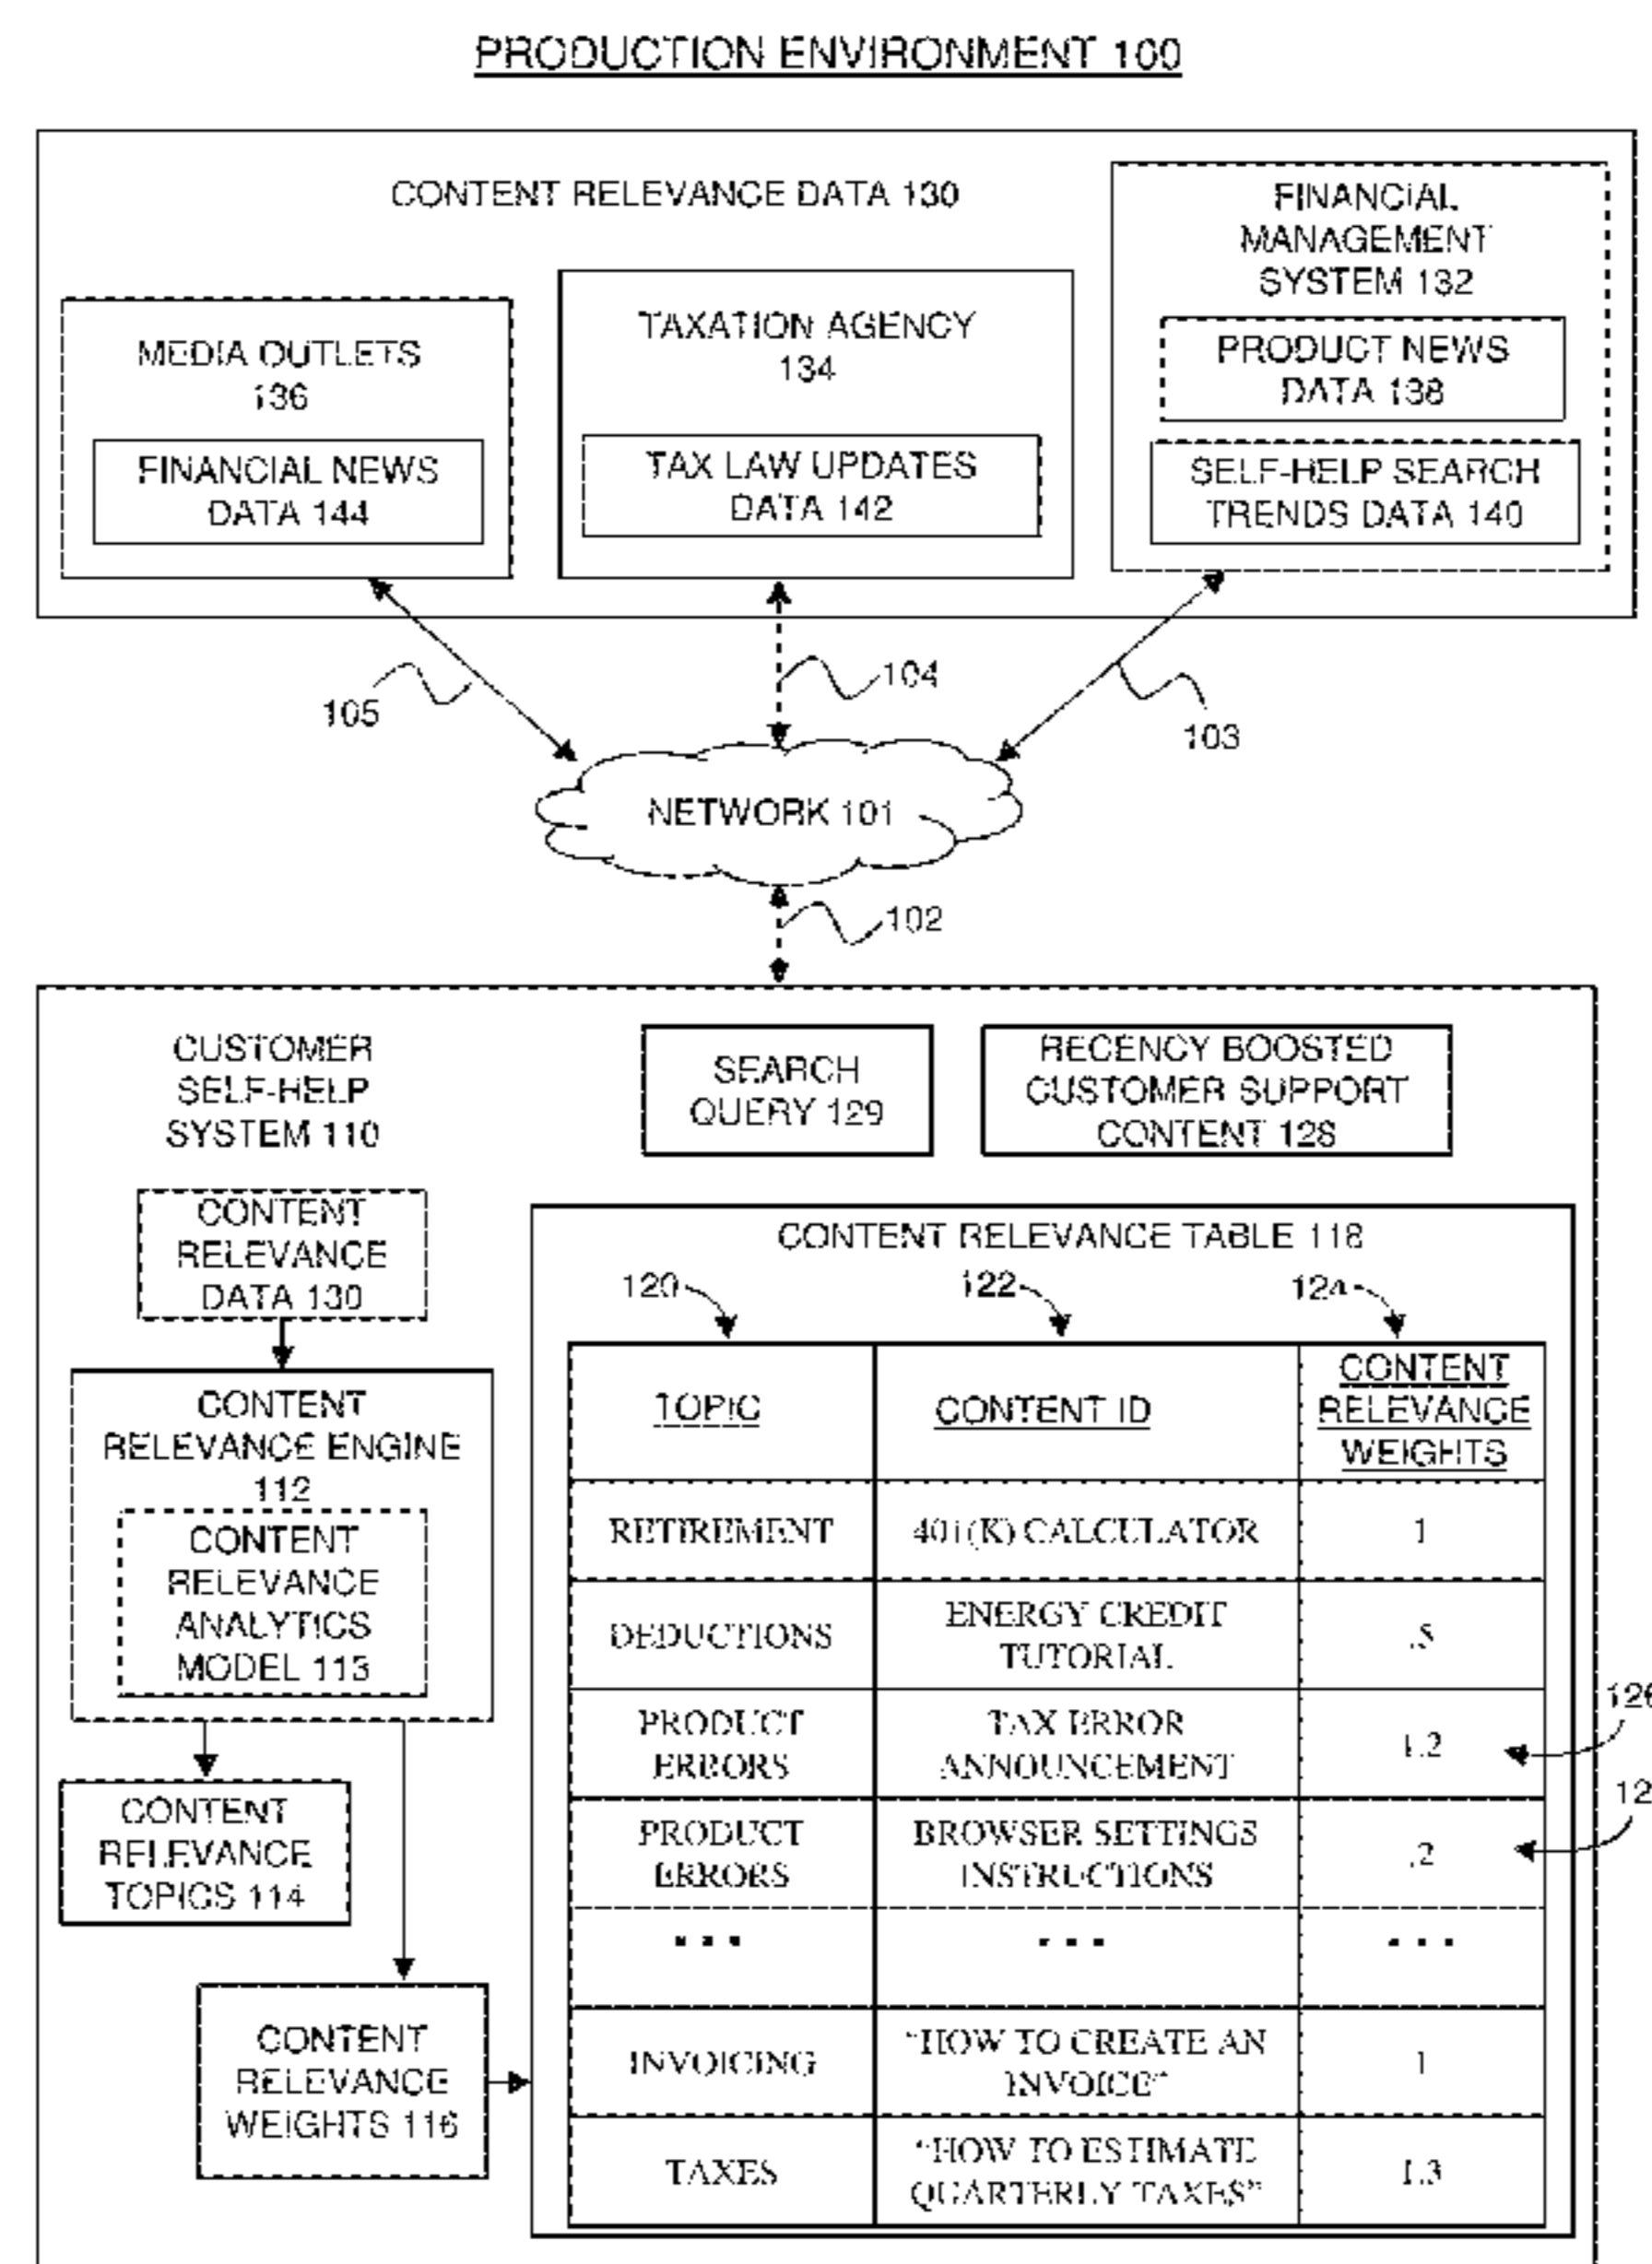 PRODUCTION ENVIRONMENT 100
CONTENT RELEVANCE DATA 130
MEDIA OUTLETS
136
FINANCIAL NEWS
DATA 144
TAXATION AGENCY
134
TAX LAW UPDATES
DATA 142
FINANCIAL
MANAGEMENT
SYSTEM 132
PRODUCT NEWS
DATA 138
SELF-HELP SEARCH
TRENDS DATA 140
105
104
103
NETWORK 101
102
CUSTOMER
SELF-HELP
SYSTEM 110
SEARCH
QUERY 129
RECENCY BOOSTED
CUSTOMER SUPPORT
CONTENT 128
CONTENT
RELEVANCE
DATA 130
CONTENT
RELEVANCE ENGINE
112
CONTENT
RELEVANCE
ANALYTICS
MODEL 113
CONTENT
RELEVANCE
TOPICS 114
CONTENT
RELEVANCE
WEIGHTS 116
CONTENT RELEVANCE TABLE 118
120
122
124
TOPIC
CONTENT ID
CONTENT
RELEVANCE
WEIGHTS
RETIREMENT
401(K) CALCULATOR
1
DEDUCTIONS
ENERGY CREDIT
TUTORIAL
.5
PRODUCT
ERRORS
TAX ERROR
ANNOUNCEMENT
1.2
126
PRODUCT
ERRORS
BROWSER SETTINGS
INSTRUCTIONS
.2
12
...
...
...
INVOICING
"HOW TO CREATE AN
INVOICE"
1
TAXES
"HOW TO ESTIMATE
QUARTERLY TAXES"
1.3